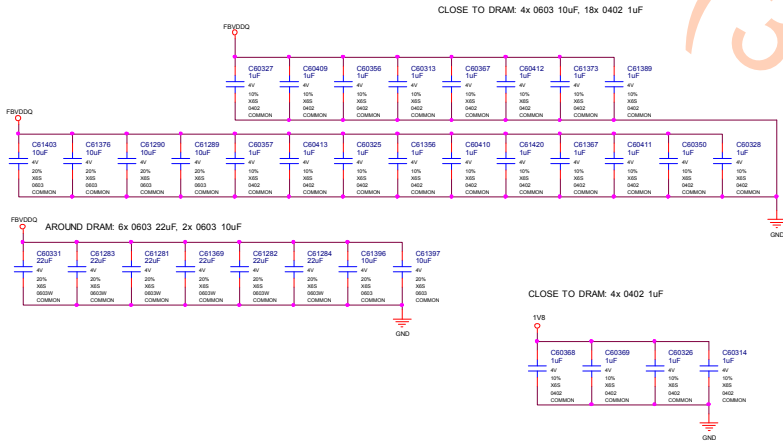 CLOSE TO DRAM: 4x 0603 10uF, 18x 0402 1uF
FBVDDQ
C60327 C60409 C60356 C60313 C60367 C60412 C61373 C61389
1uF 1uF 1uF 1uF 1uF 1uF 1uF 1uF
4V 4V 4V 4V 4V 4V 4V 4V
10% 10% 10% 10% 10% 10% 10% 10%
X6S X6S X6S X6S X6S X6S X6S X6S
0402 0402 0402 0402 0402 0402 0402 0402
COMMON COMMON COMMON COMMON COMMON COMMON COMMON COMMON
FBVDDQ
C61403 C61376 C61290 C61289 C60357 C60413 C60325 C61356 C60410 C61420 C61367 C60411 C60350 C60328
10uF 10uF 10uF 10uF 1uF 1uF 1uF 1uF 1uF 1uF 1uF 1uF 1uF 1uF
4V 4V 4V 4V 4V 4V 4V 4V 4V 4V 4V 4V 4V 4V
20% 20% 20% 20% 10% 10% 10% 10% 10% 10% 10% 10% 10% 10%
X6S X6S X6S X6S X6S X6S X6S X6S X6S X6S X6S X6S X6S X6S
0603 0603 0603 0603 0402 0402 0402 0402 0402 0402 0402 0402 0402 0402
COMMON COMMON COMMON COMMON COMMON COMMON COMMON COMMON COMMON COMMON COMMON COMMON COMMON COMMON
GND
FBVDDQ
AROUND DRAM: 6x 0603 22uF, 2x 0603 10uF
C60331 C61283 C61281 C61369 C61282 C61284 C61396 C61397
22uF 22uF 22uF 22uF 22uF 22uF 10uF 10uF
4V 4V 4V 4V 4V 4V 4V 4V
20% 20% 20% 20% 20% 20% 20% 20%
X6S X6S X6S X6S X6S X6S X6S X6S
0603W 0603W 0603W 0603W 0603W 0603W 0603 0603
COMMON COMMON COMMON COMMON COMMON COMMON COMMON COMMON
GND
CLOSE TO DRAM: 4x 0402 1uF
1V8
C60368 C60369 C60326 C60314
1uF 1uF 1uF 1uF
4V 4V 4V 4V
10% 10% 10% 10%
X6S X6S X6S X6S
0402 0402 0402 0402
COMMON COMMON COMMON COMMON
GND